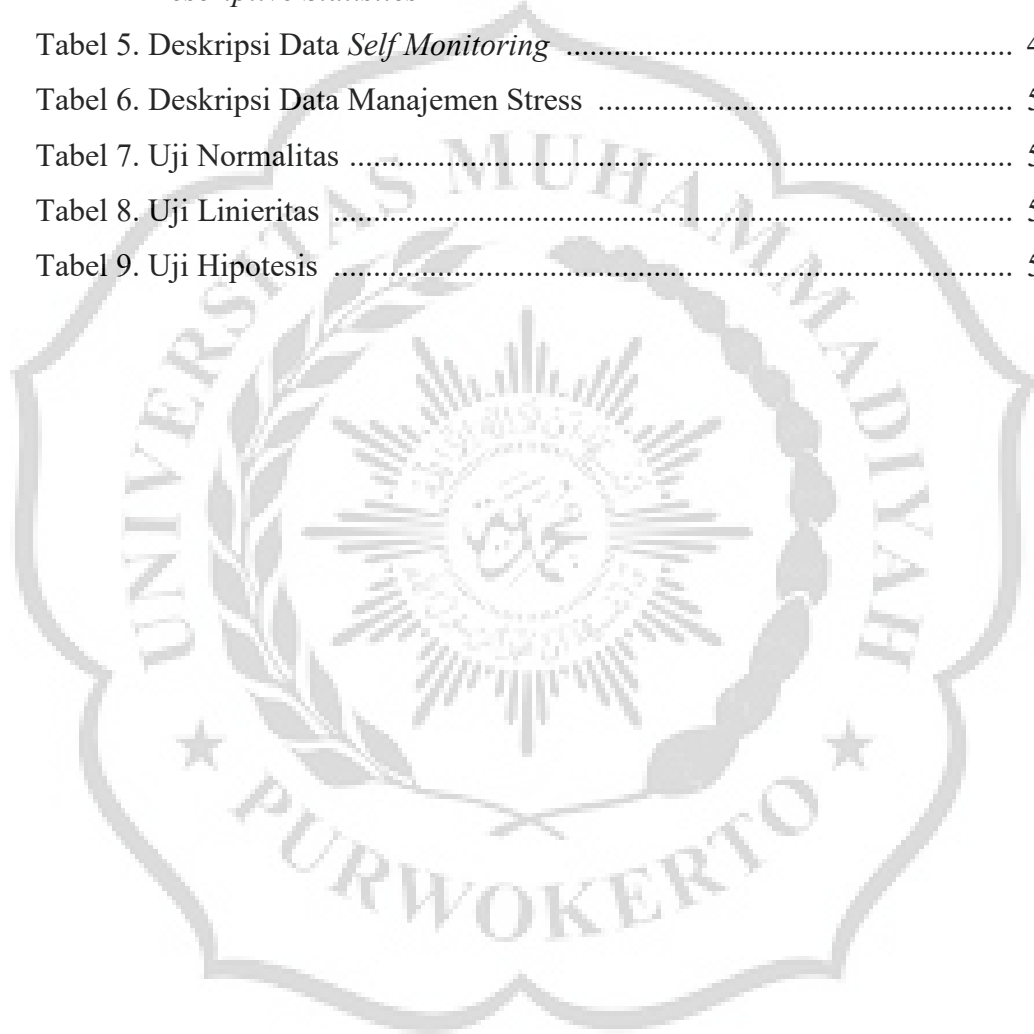 Tabel 5. Deskripsi Data Self Monitoring ........................................................
Tabel 6. Deskripsi Data Manajemen Stress ....................................................
Tabel 7. Uji Normalitas ...................................................................................
Tabel 8. Uji Linieritas .....................................................................................
Tabel 9. Uji Hipotesis .....................................................................................
UNIVERSITAS MUHAMMADIYAH
PURWOKERTO